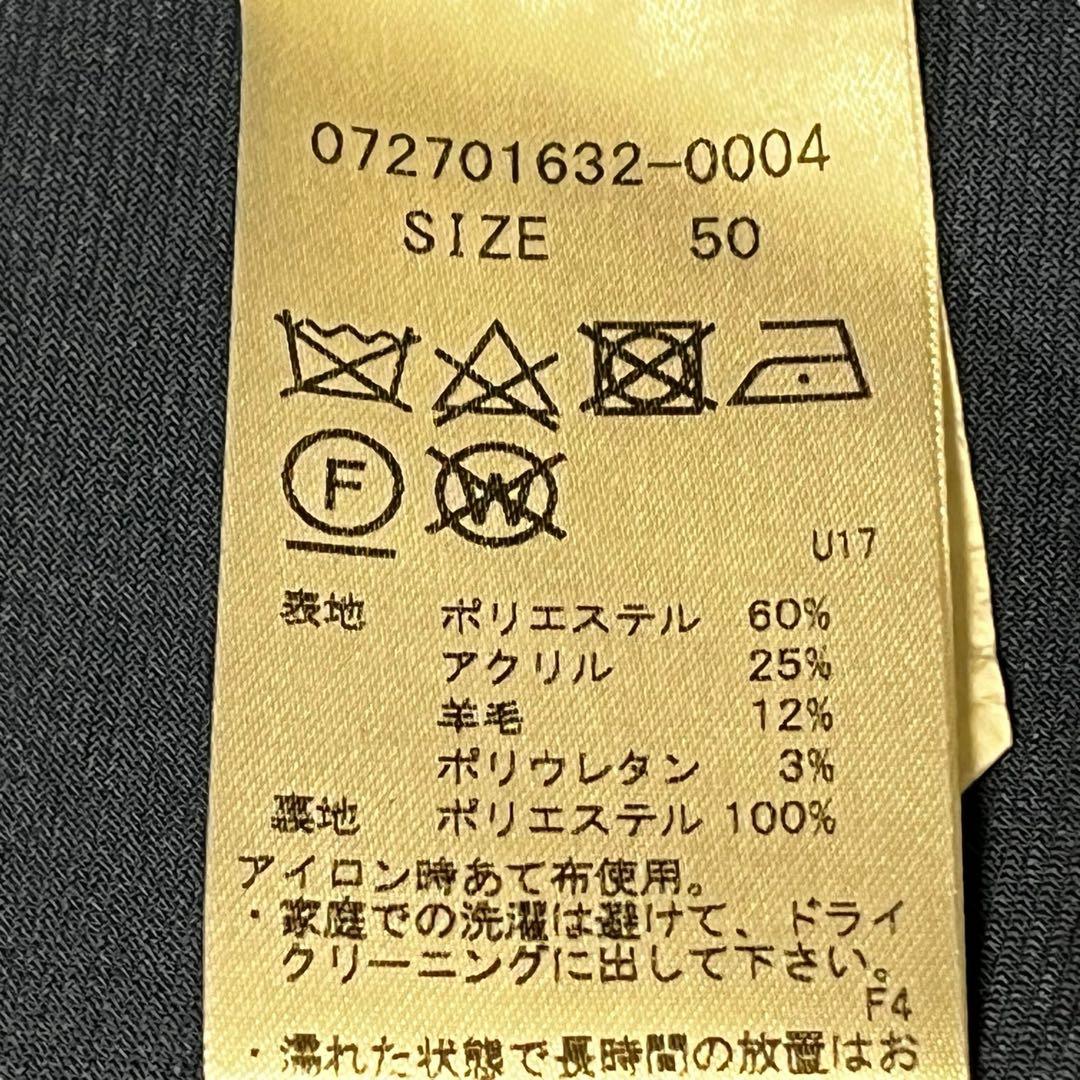 072701632-0004
SIZE 50
F
W
U17
表地 ポリエステル 60%
アクリル 25%
羊毛 12%
ポリウレタン 3%
裏地 ポリエステル 100%
アイロン時あて布使用。
・家庭での洗濯は避けて、ドライ
クリーニングに出して下さい。
F4
・濡れた状態で長時間の放置はお